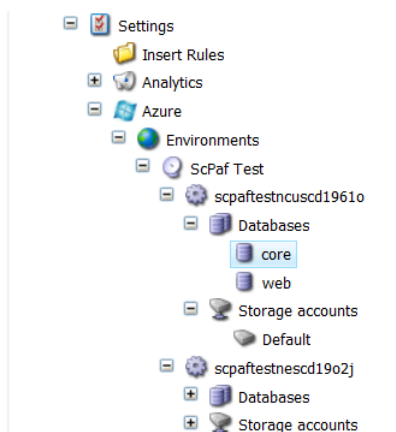 Settings
Insert Rules
Analytics
Azure
Environments
ScPaf Test
scpaftestncuscd1961o
Databases
core
web
Storage accounts
Default
scpaftestnescd19o2j
Databases
Storage accounts